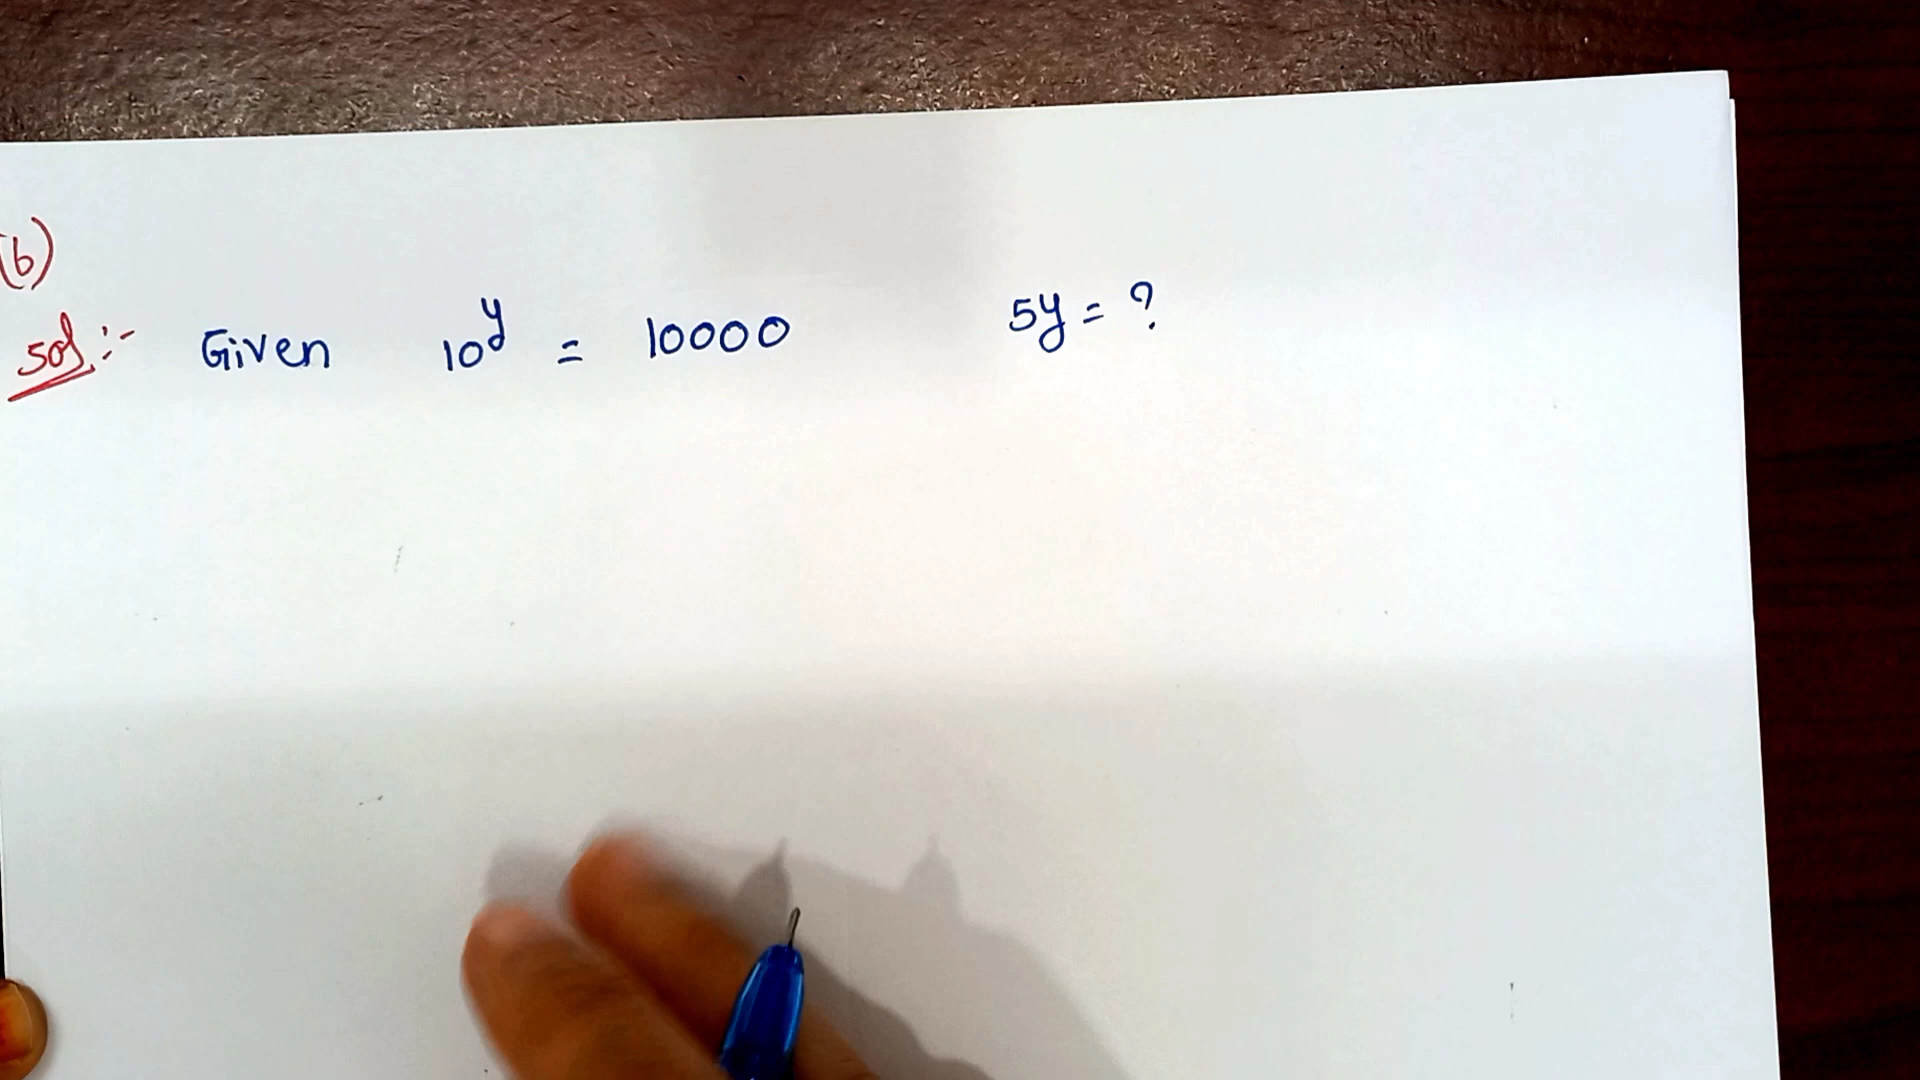 (b)
Sol:- Given 10^y = 10000 5y = ?